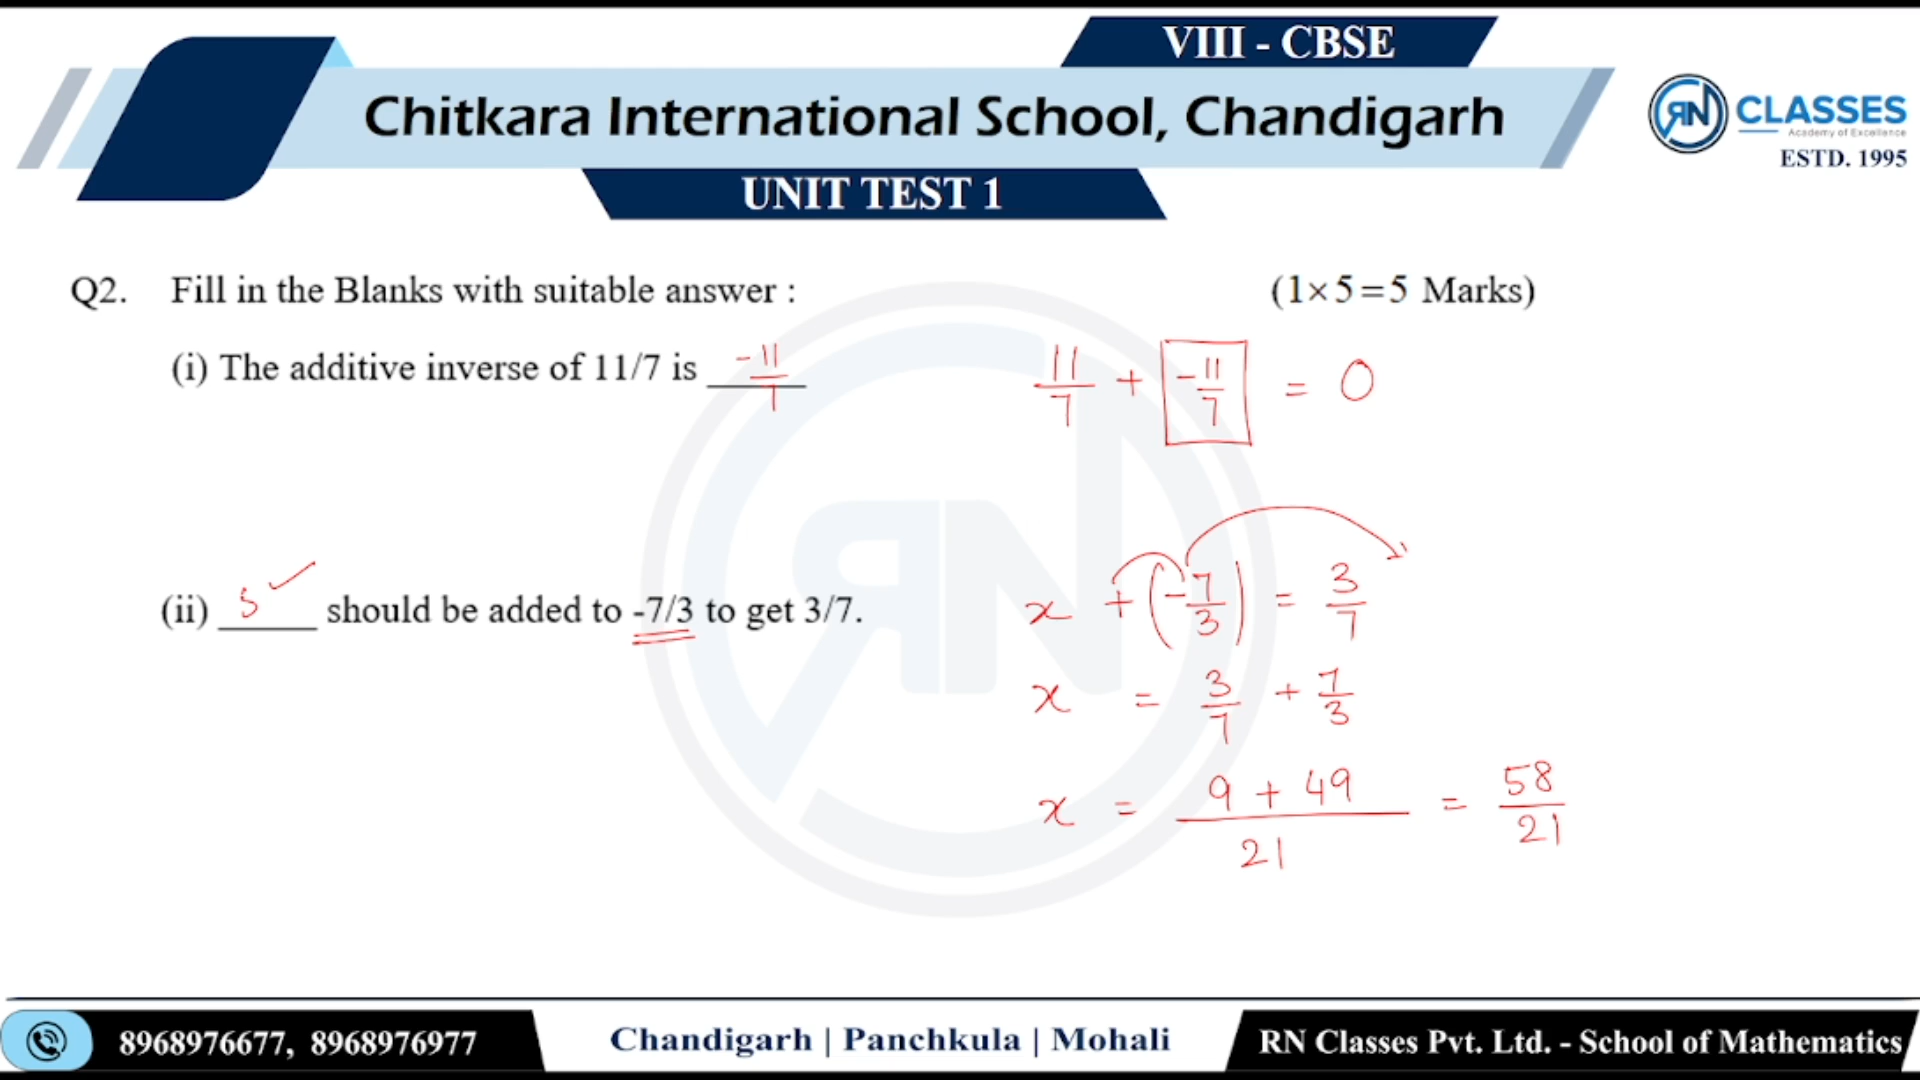 VIII - CBSE
Chitkara International School, Chandigarh
RN CLASSES
Academy of Excellence
ESTD. 1995
UNIT TEST 1
Q2. Fill in the Blanks with suitable answer : (1×5=5 Marks)
(i) The additive inverse of 11/7 is -11/7
11/7 + -11/7 = 0
(ii) 5 ✓ should be added to -7/3 to get 3/7.
x + (-7/3) = 3/7
x = 3/7 + 7/3
x = 9 + 49 / 21 = 58/21
RN
8968976677, 8968976977
Chandigarh | Panchkula | Mohali
RN Classes Pvt. Ltd. - School of Mathematics